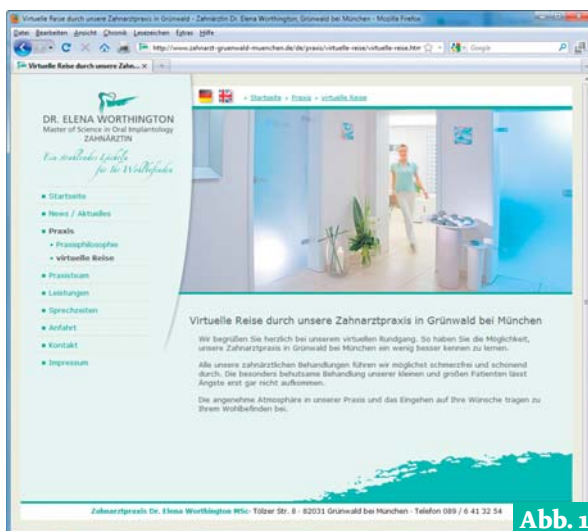 Virtuelle Reise durch unsere Zahnarztpraxis in Grünwald - Zahnärztin Dr. Elena Worthington, Grünwald bei München - Mozilla Firefox
Datei Bearbeiten Ansicht Chronik Lesezeichen Extras Hilfe
http://www.zahnarzt-gruenwald-muenchen.de/de/praxis/virtuelle-reise/virtuelle-reise.htm
Google
Virtuelle Reise durch unsere Zahn...
Startseite Praxis virtuelle Reise
DR. ELENA WORTHINGTON
Master of Science in Oral Implantology
ZAHNÄRZTIN
Ein strahlendes Lächeln
für Ihr Wohlbefinden
Startseite
News / Aktuelles
Praxis
Praxisphilosophie
virtuelle Reise
Praxisteam
Leistungen
Sprechzeiten
Anfahrt
Kontakt
Impressum
Virtuelle Reise durch unsere Zahnarztpraxis in Grünwald bei München
Wir begrüßen Sie herzlich bei unserem virtuellen Rundgang. So haben Sie die Möglichkeit,
unsere Zahnarztpraxis in Grünwald bei München ein wenig besser kennen zu lernen.
Alle unsere zahnärztlichen Behandlungen führen wir möglichst schmerzfrei und schonend
durch. Die besonders behutsame Behandlung unserer kleinen und großen Patienten lässt
Ängste erst gar nicht aufkommen.
Die angenehme Atmosphäre in unserer Praxis und das Eingehen auf Ihre Wünsche tragen zu
Ihrem Wohlbefinden bei.
Zahnarztpraxis Dr. Elena Worthington MSc· Tölzer Str. 8 · 82031 Grünwald bei München · Telefon 089 / 6 41 32 54
Abb. 1